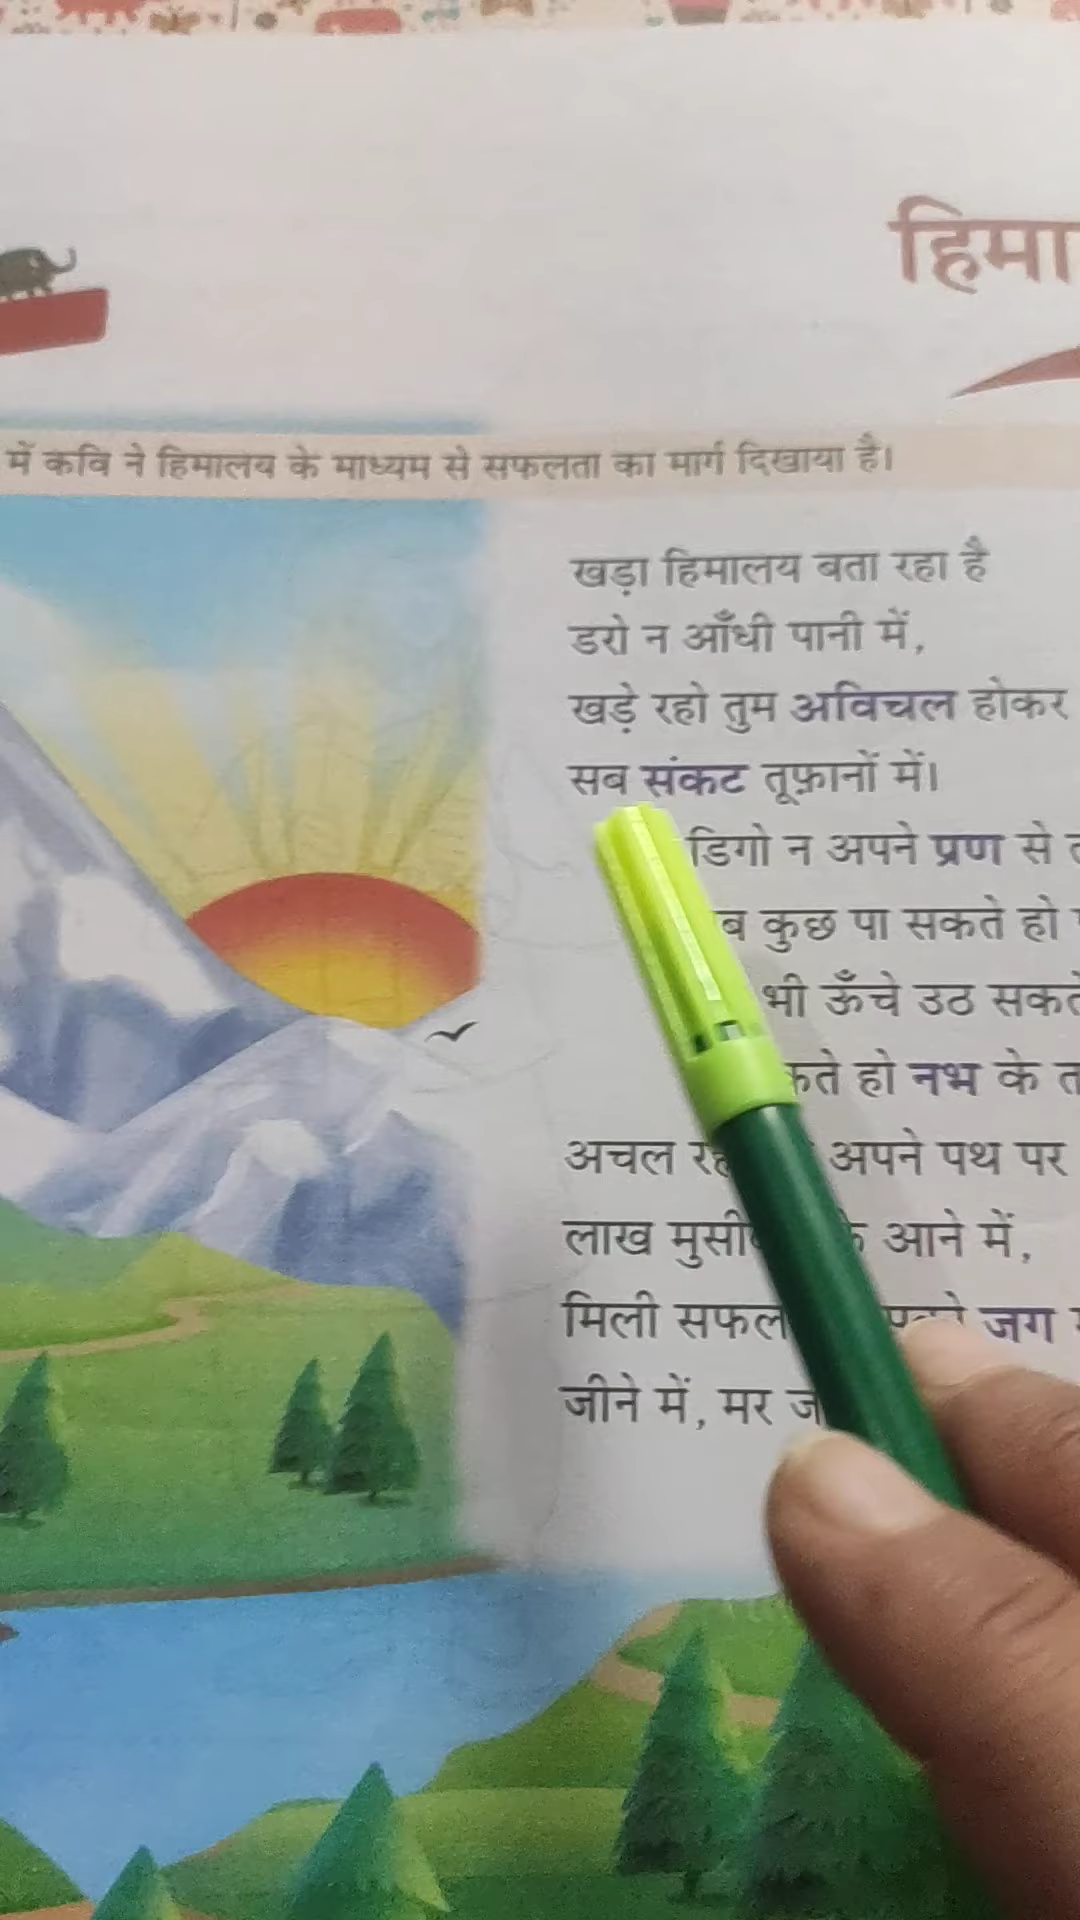 हिमा
में कवि ने हिमालय के माध्यम से सफलता का मार्ग दिखाया है।
खड़ा हिमालय बता रहा है
डरो न आँधी पानी में,
खड़े रहो तुम अविचल होकर
सब संकट तूफ़ानों में।
डिगो न अपने प्रण से
कुछ पा सकते हो
भी ऊँचे उठ सकते
हो नभ के
अचल अपने पथ पर
लाख आने में,
मिली जग
जीने में, मर